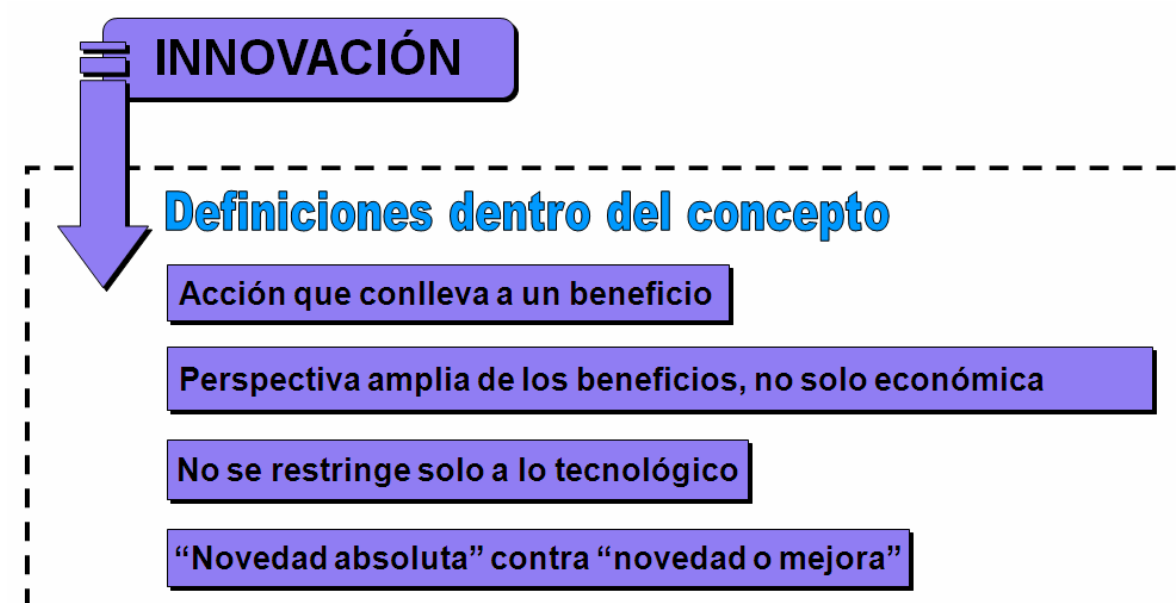 INNOVACIÓN
Definiciones dentro del concepto
Acción que conlleva a un beneficio
Perspectiva amplia de los beneficios, no solo económica
No se restringe solo a lo tecnológico
“Novedad absoluta” contra “novedad o mejora”